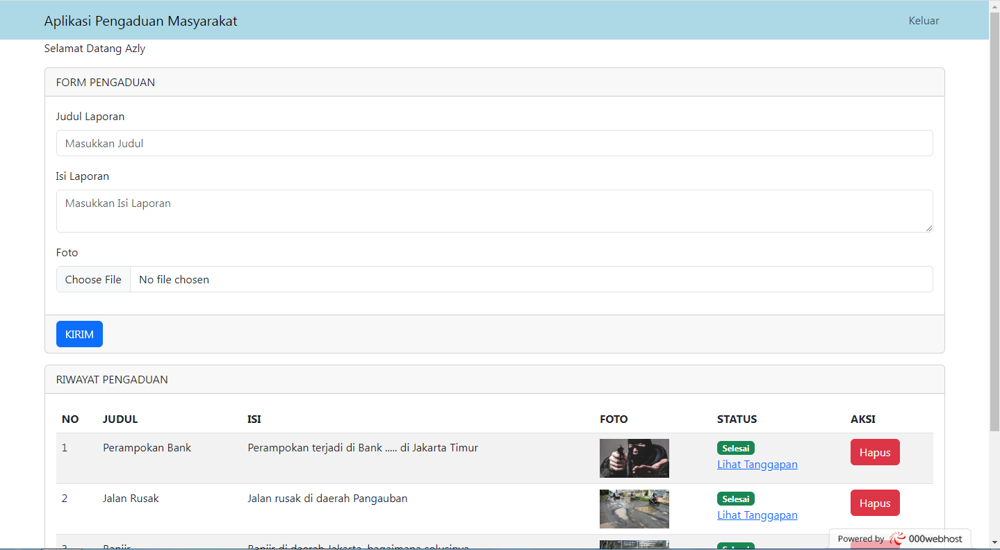 Aplikasi Pengaduan Masyarakat Keluar
Selamat Datang Azly
FORM PENGADUAN
Judul Laporan
Masukkan Judul
Isi Laporan
Masukkan Isi Laporan
Foto
Choose File No file chosen
KIRIM
RIWAYAT PENGADUAN
NO JUDUL ISI FOTO STATUS AKSI
1 Perampokan Bank Perampokan terjadi di Bank ..... di Jakarta Timur Selesai Hapus
Lihat Tanggapan
2 Jalan Rusak Jalan rusak di daerah Pangauban Selesai Hapus
Lihat Tanggapan
3 Banjir Banjir di daerah Jakarta, bagaimana solusinya Selesai
Powered by 000webhost